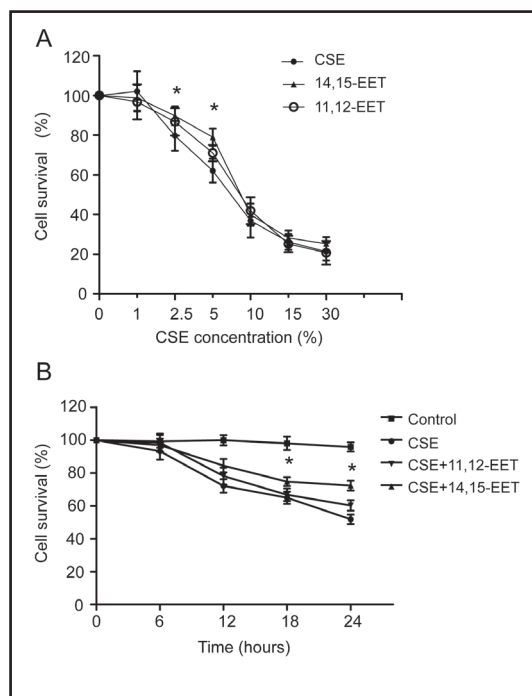 A
CSE
14,15-EET
11,12-EET
120
100
80
60
40
20
0
* *
Cell survival (%)
0 1 2.5 5 10 15 30
CSE concentration (%)
B
Control
CSE
CSE+11,12-EET
CSE+14,15-EET
120
100
80
60
40
20
0
* *
Cell survival (%)
0 6 12 18 24
Time (hours)